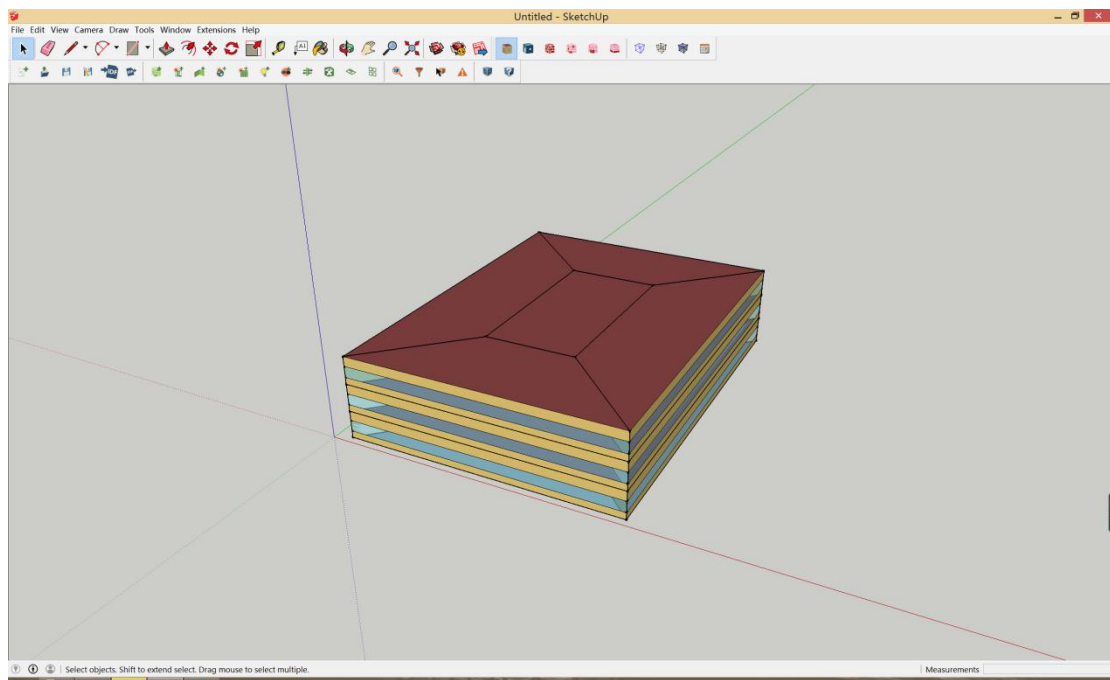 Untitled - SketchUp
File Edit View Camera Draw Tools Window Extensions Help
Select objects. Shift to extend select. Drag mouse to select multiple.
Measurements